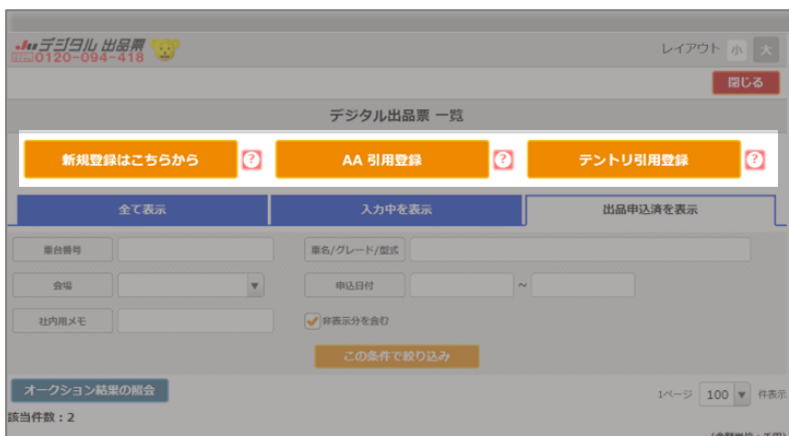 Ju デジタル 出品票
0120-094-418
レイアウト 小 大
閉じる
デジタル出品票 一覧
新規登録はこちらから ? AA 引用登録 ? テントリ引用登録 ?
全て表示 入力中を表示 出品申込済を表示
車台番号 車名/グレード/型式
会場 申込日付 ~
社内用メモ 非表示分を含む
この条件で絞り込み
オークション結果の照会 1ページ 100 件表示
該当件数:2
(金額単位:千円)